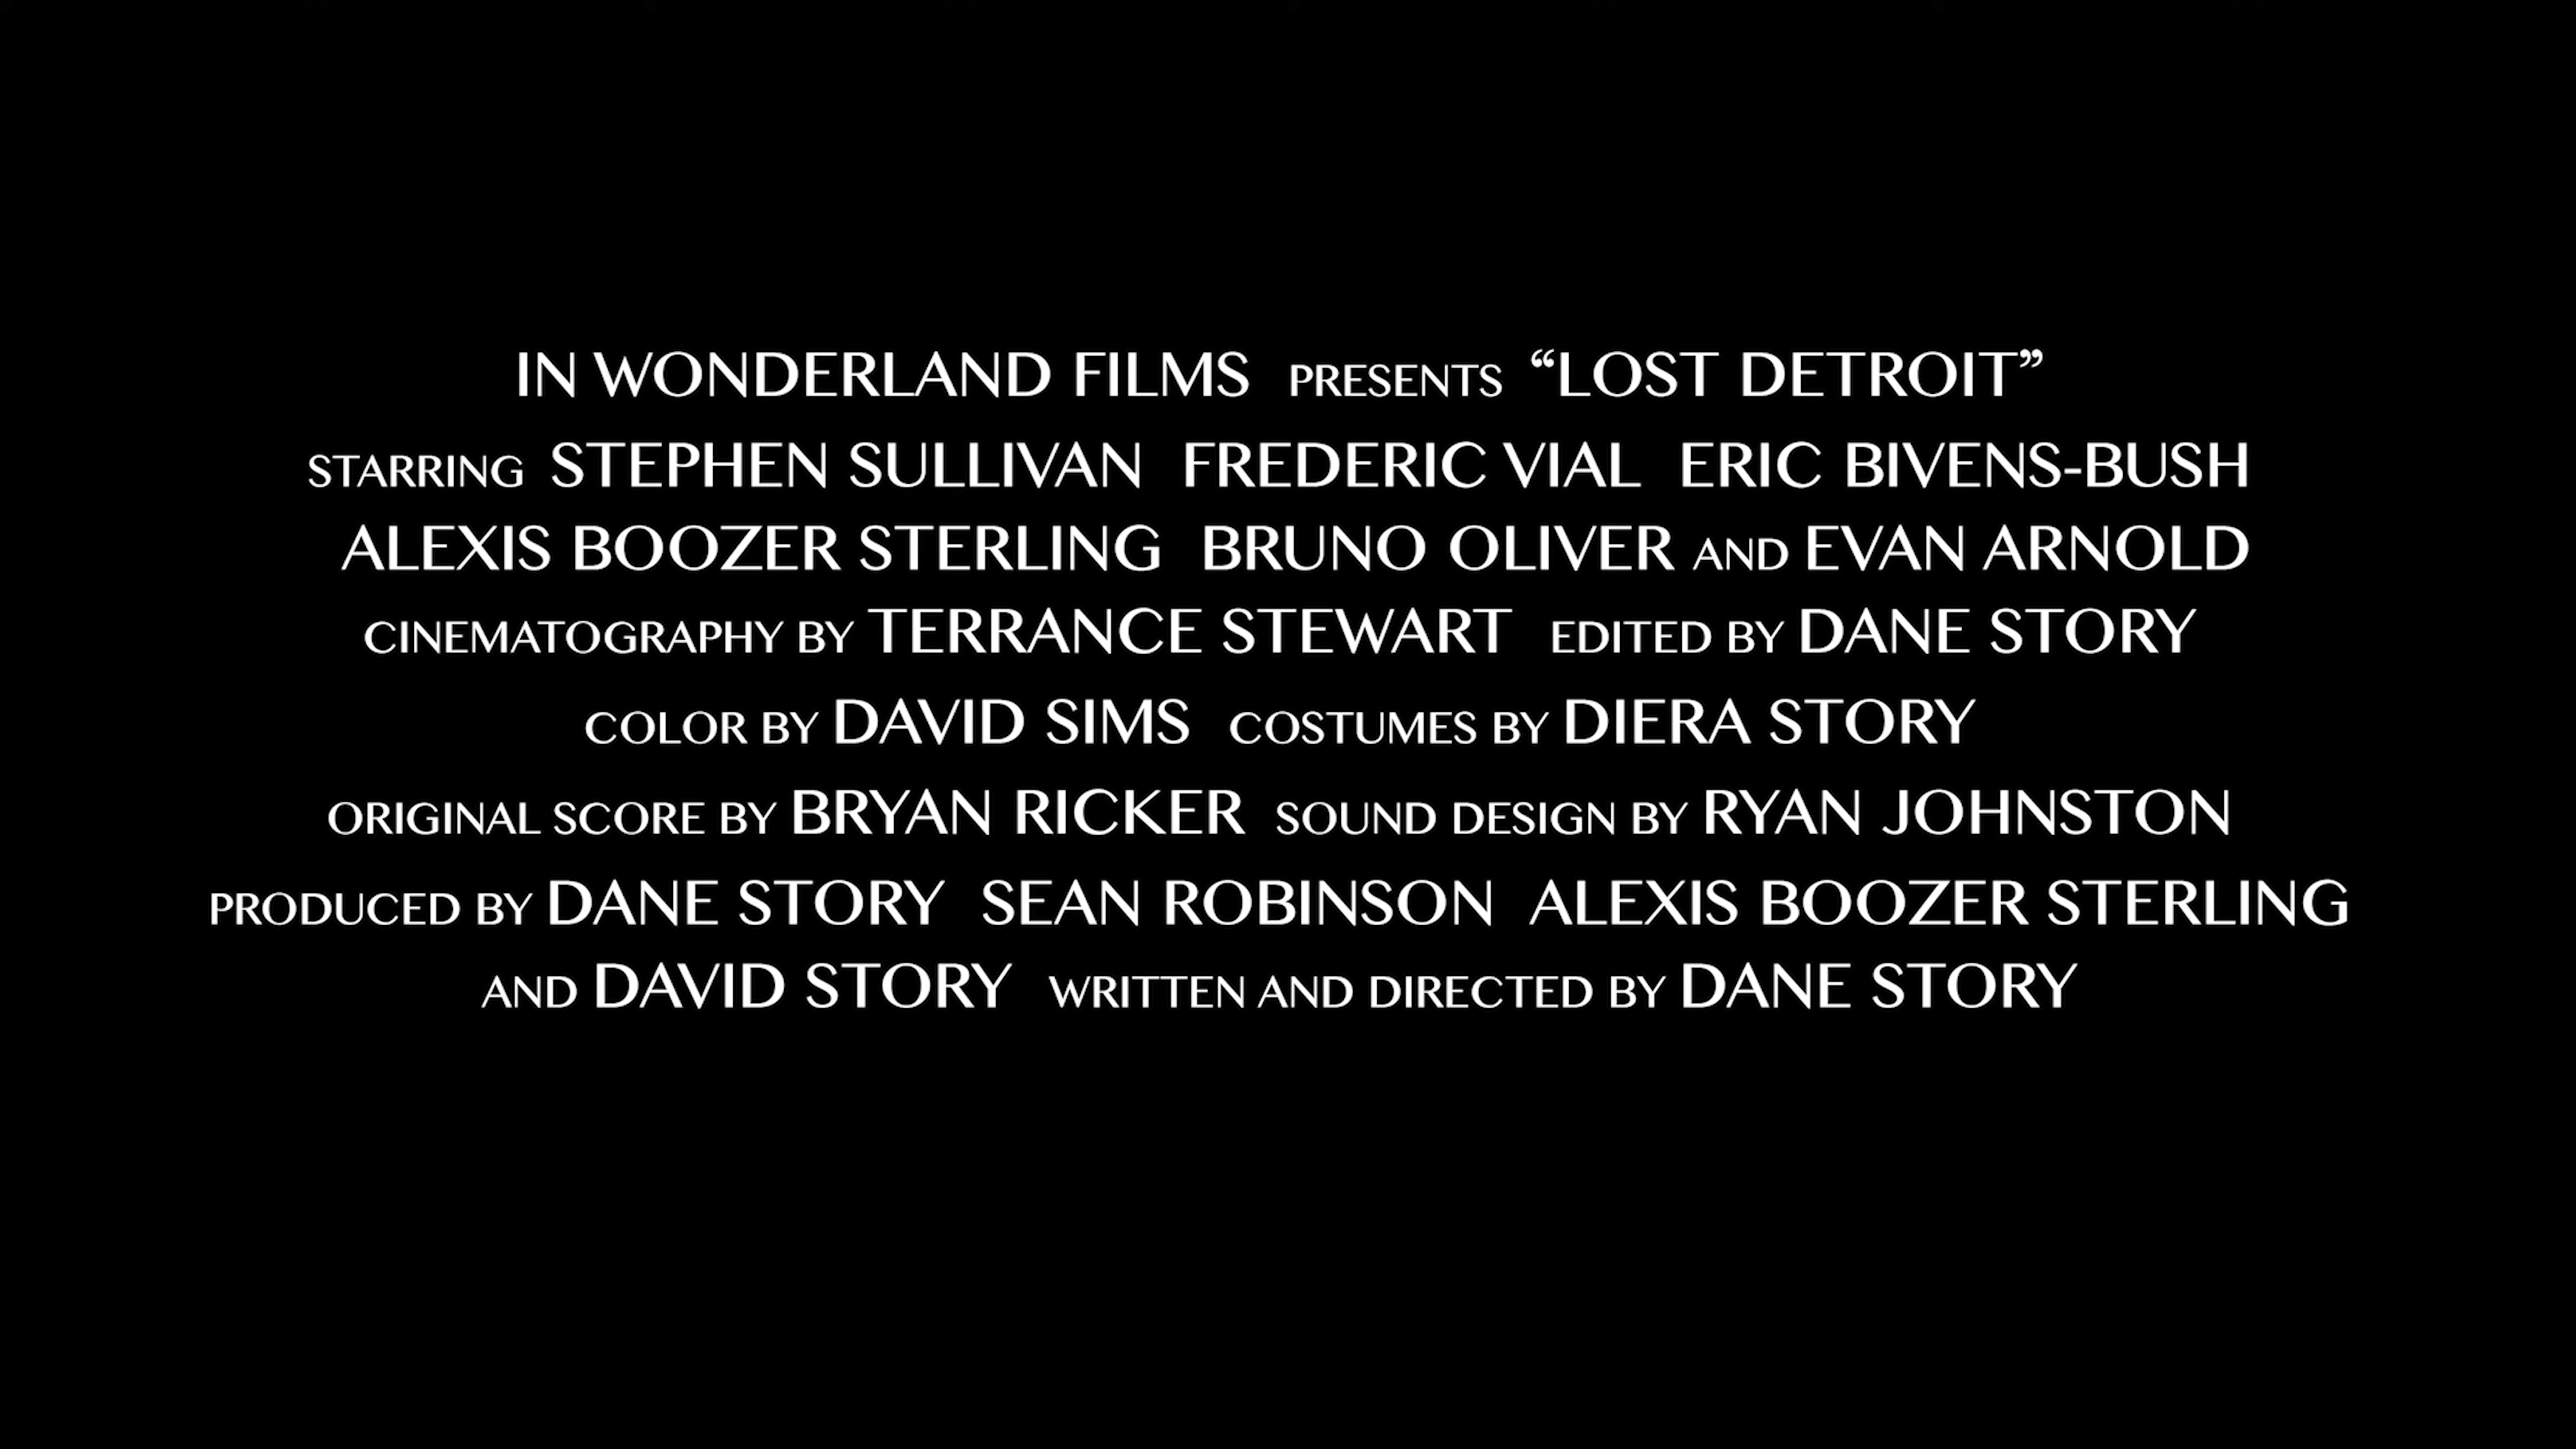 IN WONDERLAND FILMS PRESENTS “LOST DETROIT”
STARRING STEPHEN SULLIVAN FREDERIC VIAL ERIC BIVENS-BUSH
ALEXIS BOOZER STERLING BRUNO OLIVER AND EVAN ARNOLD
CINEMATOGRAPHY BY TERRANCE STEWART EDITED BY DANE STORY
COLOR BY DAVID SIMS COSTUMES BY DIERA STORY
ORIGINAL SCORE BY BRYAN RICKER SOUND DESIGN BY RYAN JOHNSTON
PRODUCED BY DANE STORY SEAN ROBINSON ALEXIS BOOZER STERLING
AND DAVID STORY WRITTEN AND DIRECTED BY DANE STORY